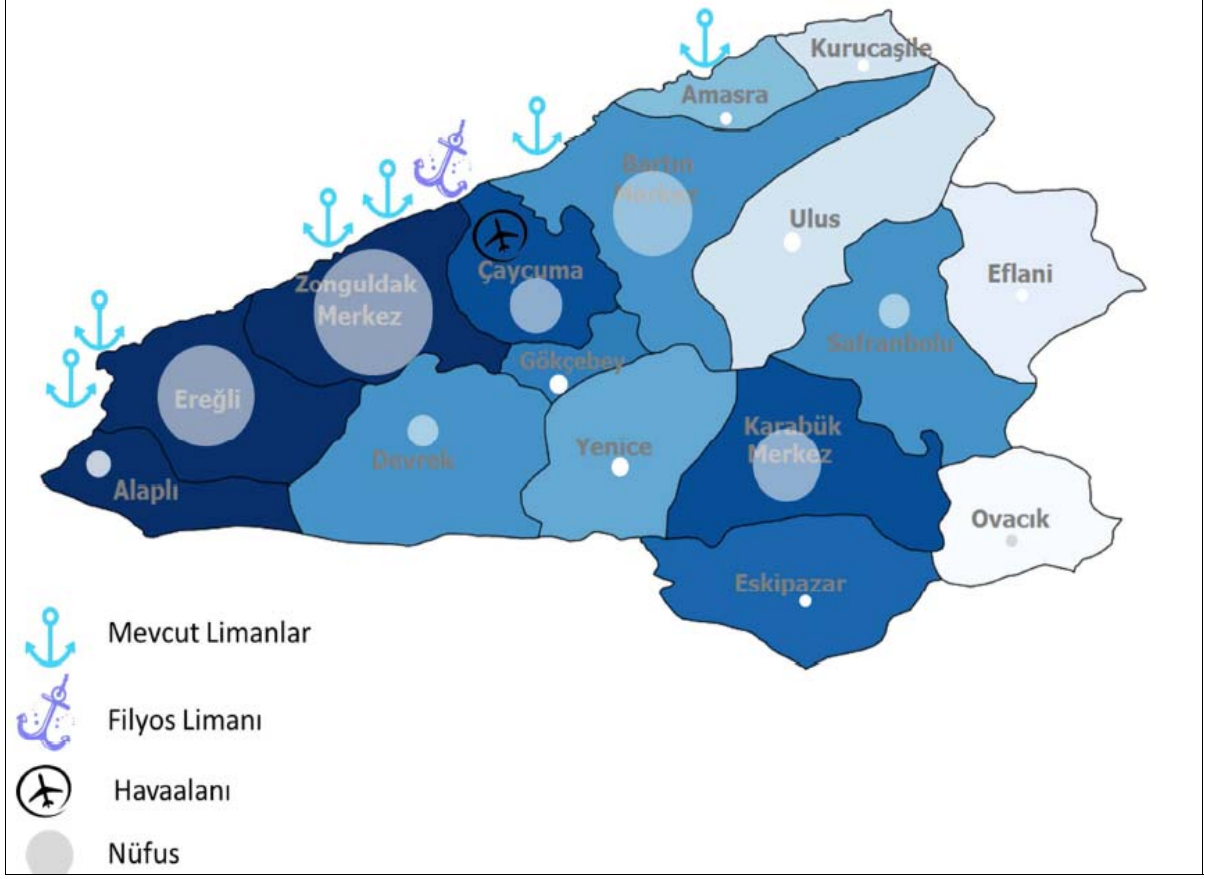 Kurucaşile
Amasra
Bartın
Merkez
Ulus
Çaycuma
Eflani
Zonguldak
Merkez
Safranbolu
Gökçebey
Ereğli
Karabük
Merkez
Yenice
Devrek
Alaplı
Ovacık
Eskipazar
Mevcut Limanlar
Filyos Limanı
Havaalanı
Nüfus